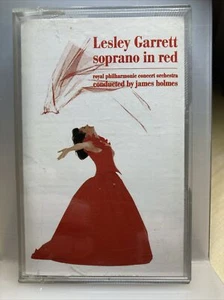 Lesley Garrett
soprano in red
royal philharmonic concert orchestra
conducted by james holmes